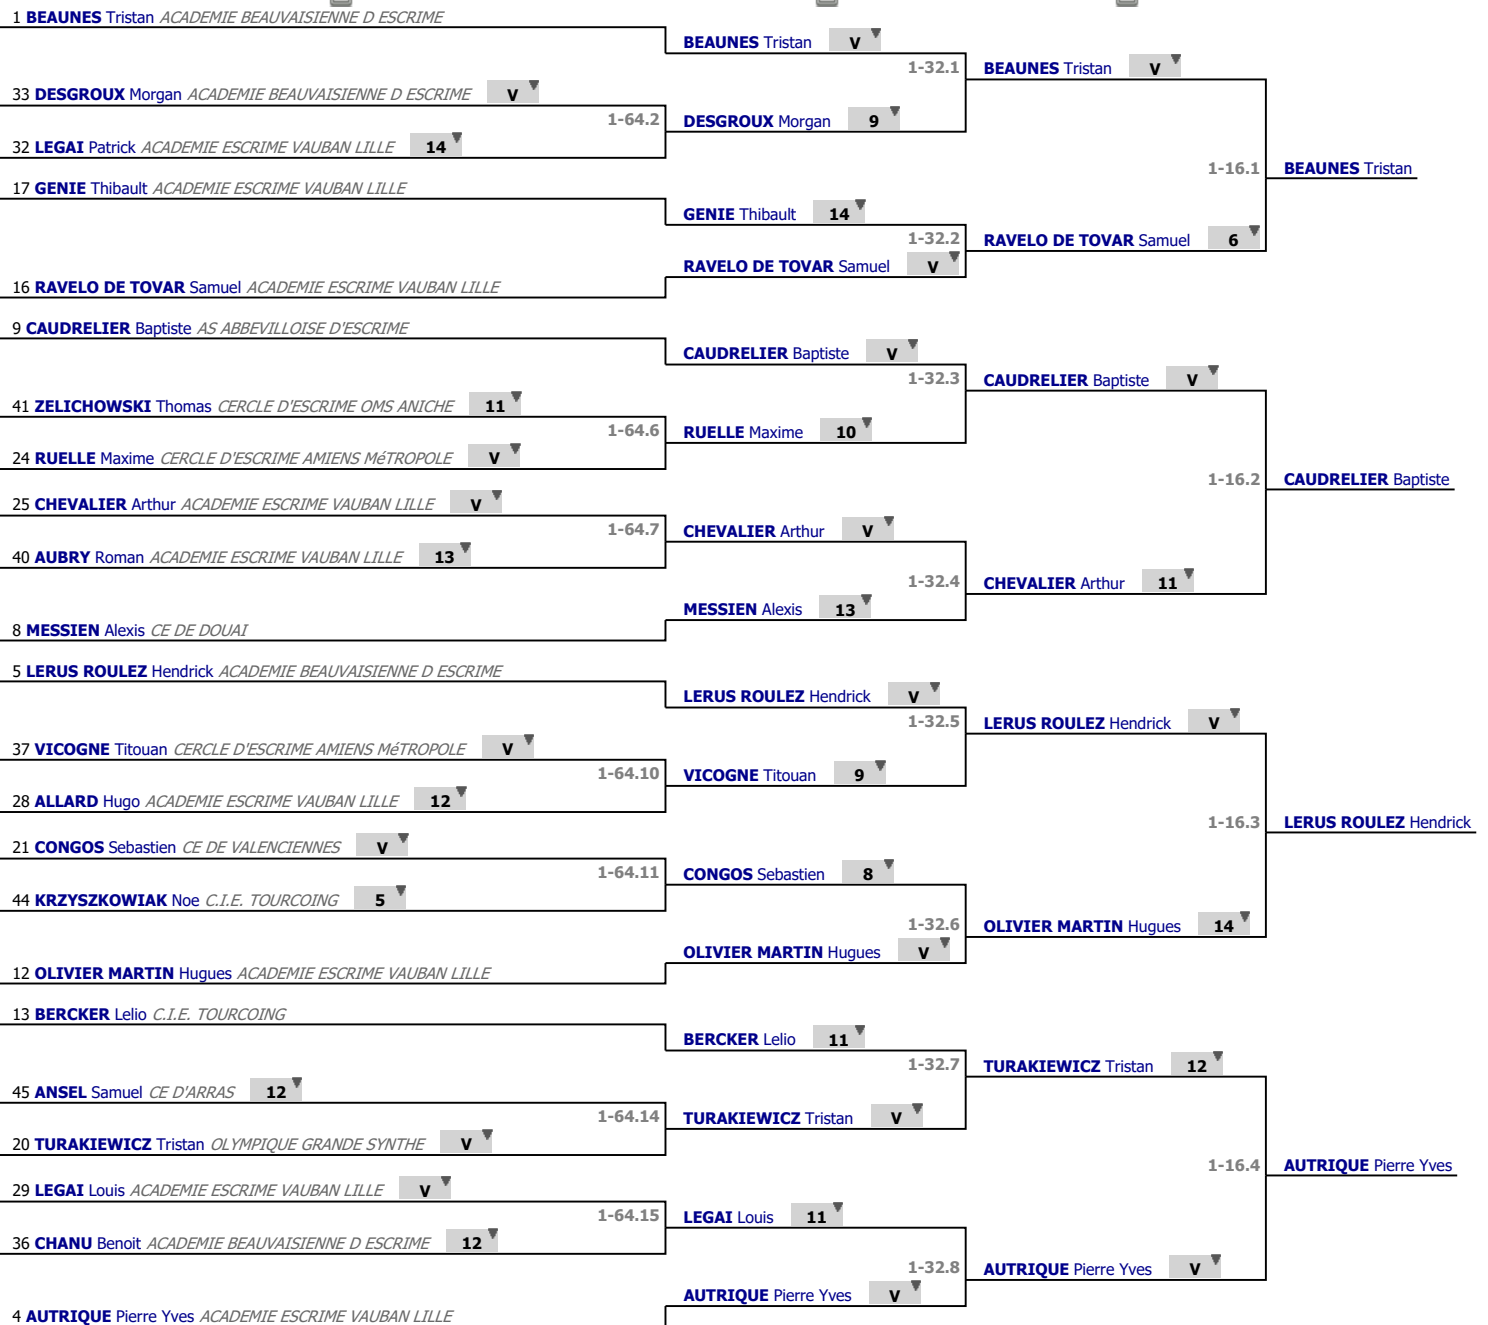 1 BEAUNES Tristan ACADEMIE BEAUVAISIENNE D ESCRIME
BEAUNES Tristan V
1-32.1
BEAUNES Tristan V
33 DESGROUX Morgan ACADEMIE BEAUVAISIENNE D ESCRIME V
1-64.2
DESGROUX Morgan 9
32 LEGAI Patrick ACADEMIE ESCRIME VAUBAN LILLE 14
1-16.1
BEAUNES Tristan
17 GENIE Thibault ACADEMIE ESCRIME VAUBAN LILLE
GENIE Thibault 14
1-32.2
RAVELO DE TOVAR Samuel 6
RAVELO DE TOVAR Samuel V
16 RAVELO DE TOVAR Samuel ACADEMIE ESCRIME VAUBAN LILLE
9 CAUDRELIER Baptiste AS ABBEVILLOISE D'ESCRIME
CAUDRELIER Baptiste V
1-32.3
CAUDRELIER Baptiste V
41 ZELICHOWSKI Thomas CERCLE D'ESCRIME OMS ANICHE 11
1-64.6
RUELLE Maxime 10
24 RUELLE Maxime CERCLE D'ESCRIME AMIENS MéTROPOLE V
1-16.2
CAUDRELIER Baptiste
25 CHEVALIER Arthur ACADEMIE ESCRIME VAUBAN LILLE V
1-64.7
CHEVALIER Arthur V
40 AUBRY Roman ACADEMIE ESCRIME VAUBAN LILLE 13
1-32.4
CHEVALIER Arthur 11
MESSIEN Alexis 13
8 MESSIEN Alexis CE DE DOUAI
5 LERUS ROULEZ Hendrick ACADEMIE BEAUVAISIENNE D ESCRIME
LERUS ROULEZ Hendrick V
1-32.5
LERUS ROULEZ Hendrick V
37 VICOGNE Titouan CERCLE D'ESCRIME AMIENS MéTROPOLE V
1-64.10
VICOGNE Titouan 9
28 ALLARD Hugo ACADEMIE ESCRIME VAUBAN LILLE 12
1-16.3
LERUS ROULEZ Hendrick
21 CONGOS Sebastien CE DE VALENCIENNES V
1-64.11
CONGOS Sebastien 8
44 KRZYSZKOWIAK Noe C.I.E. TOURCOING 5
1-32.6
OLIVIER MARTIN Hugues 14
OLIVIER MARTIN Hugues V
12 OLIVIER MARTIN Hugues ACADEMIE ESCRIME VAUBAN LILLE
13 BERCKER Lelio C.I.E. TOURCOING
BERCKER Lelio 11
1-32.7
TURAKIEWICZ Tristan 12
45 ANSEL Samuel CE D'ARRAS 12
1-64.14
TURAKIEWICZ Tristan V
20 TURAKIEWICZ Tristan OLYMPIQUE GRANDE SYNTHE V
1-16.4
AUTRIQUE Pierre Yves
29 LEGAI Louis ACADEMIE ESCRIME VAUBAN LILLE V
1-64.15
LEGAI Louis 11
36 CHANU Benoit ACADEMIE BEAUVAISIENNE D ESCRIME 12
1-32.8
AUTRIQUE Pierre Yves V
AUTRIQUE Pierre Yves V
4 AUTRIQUE Pierre Yves ACADEMIE ESCRIME VAUBAN LILLE